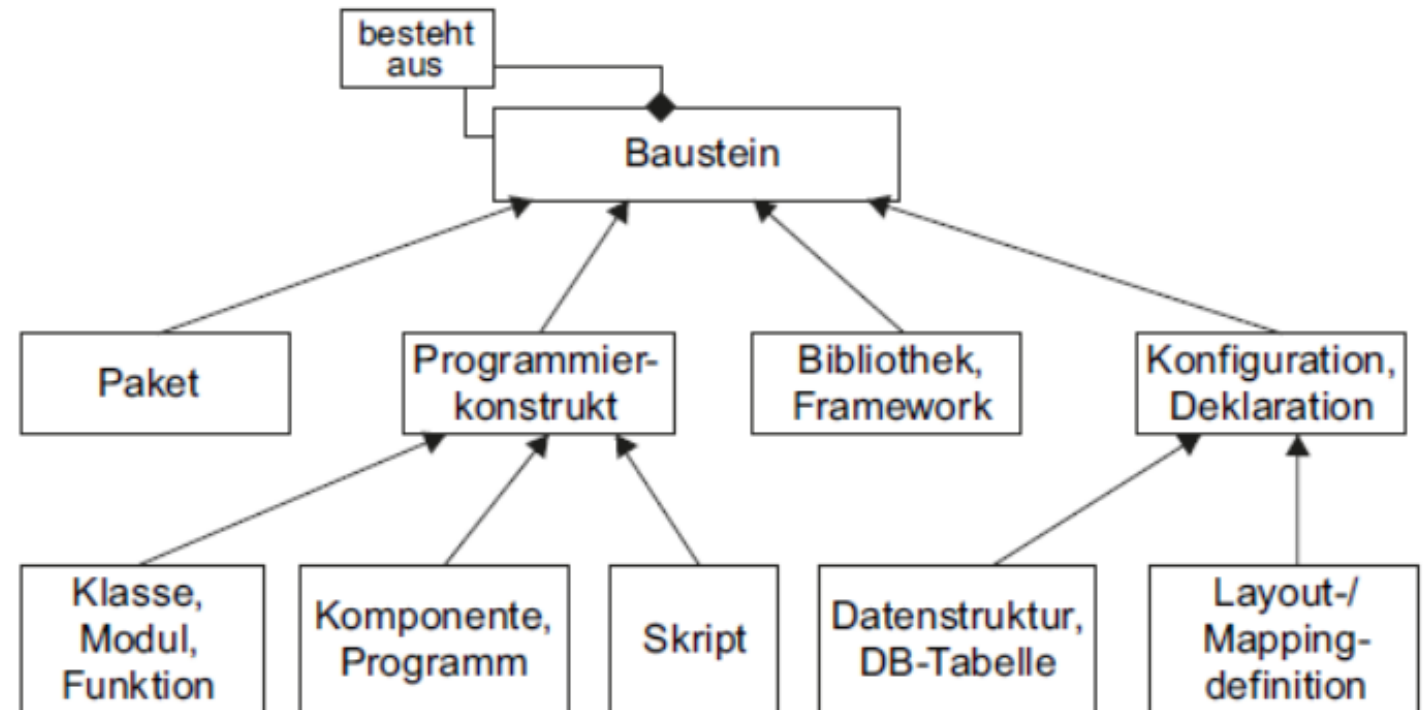 besteht
aus
Baustein
Paket
Programmier-
konstrukt
Bibliothek,
Framework
Konfiguration,
Deklaration
Klasse,
Modul,
Funktion
Komponente,
Programm
Skript
Datenstruktur,
DB-Tabelle
Layout-/
Mapping-
definition